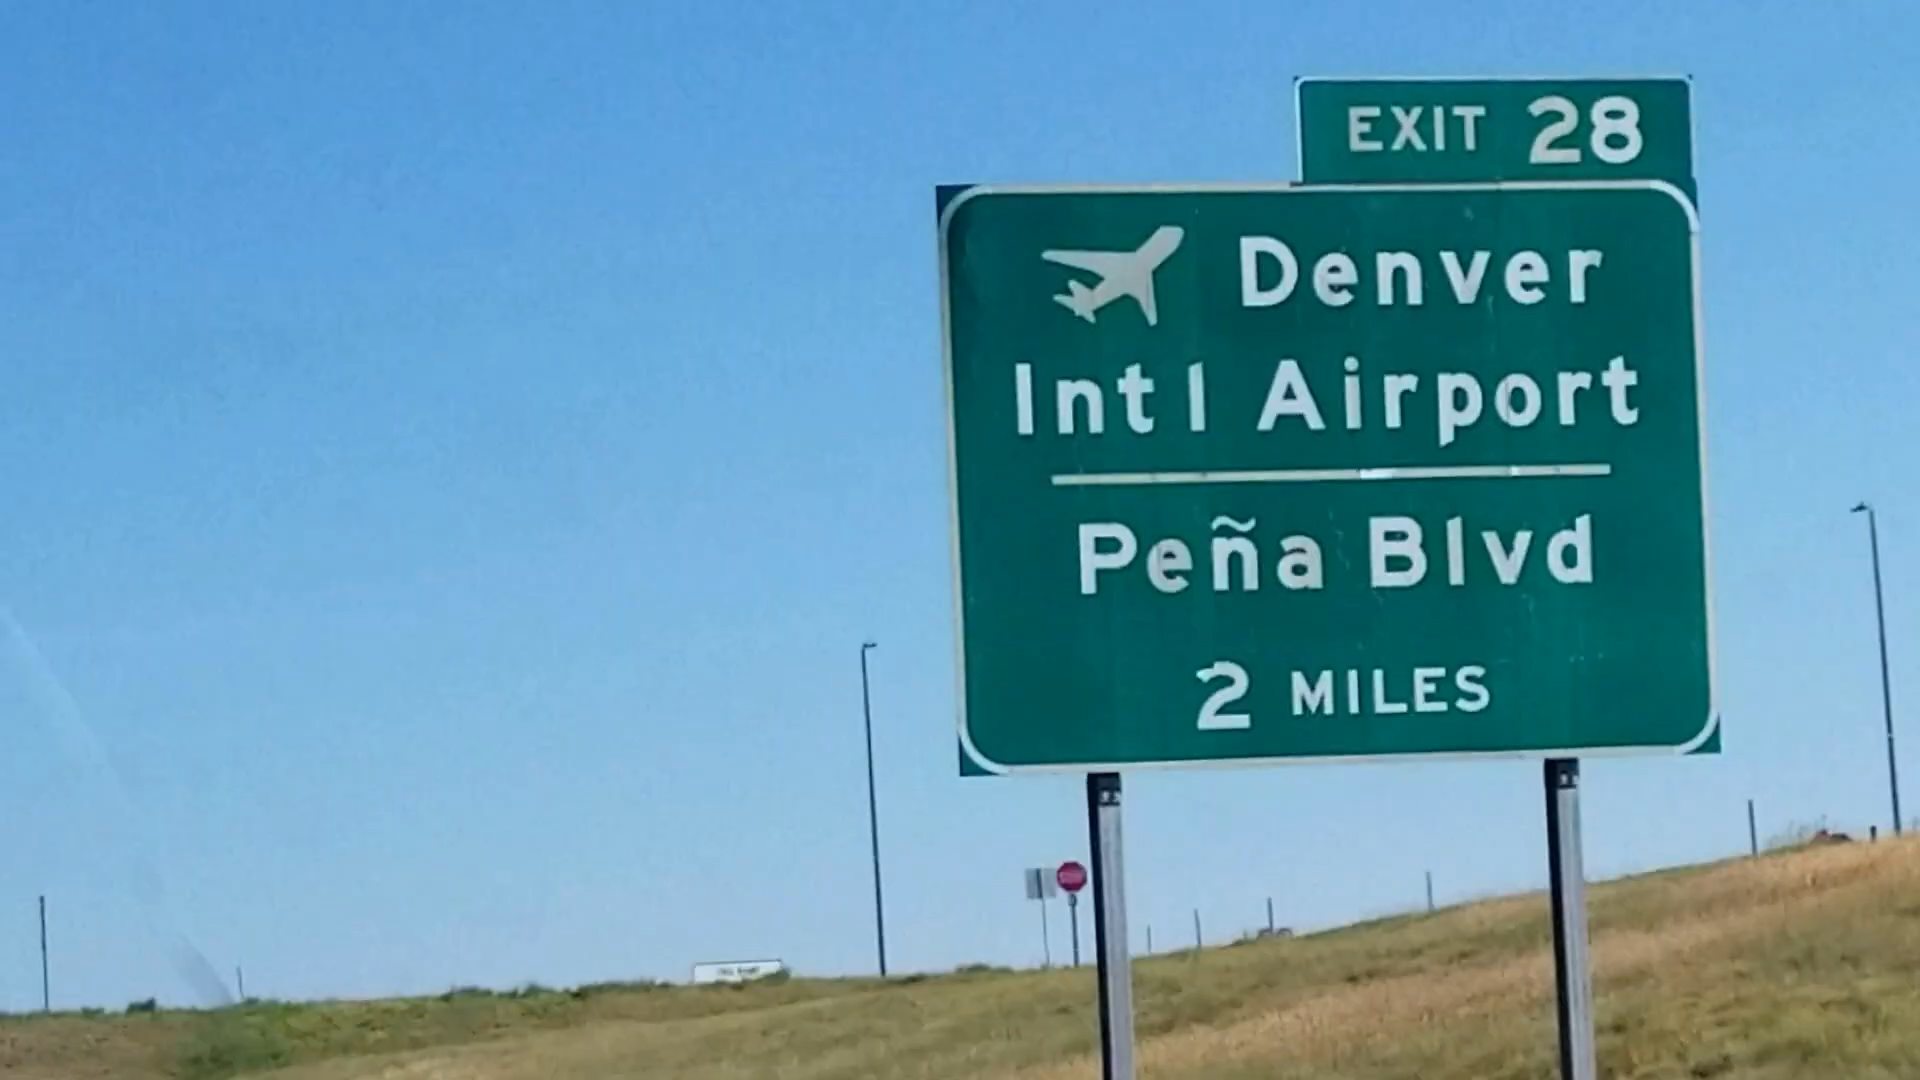 EXIT 28
Denver
Intl Airport
Peña Blvd
2 MILES